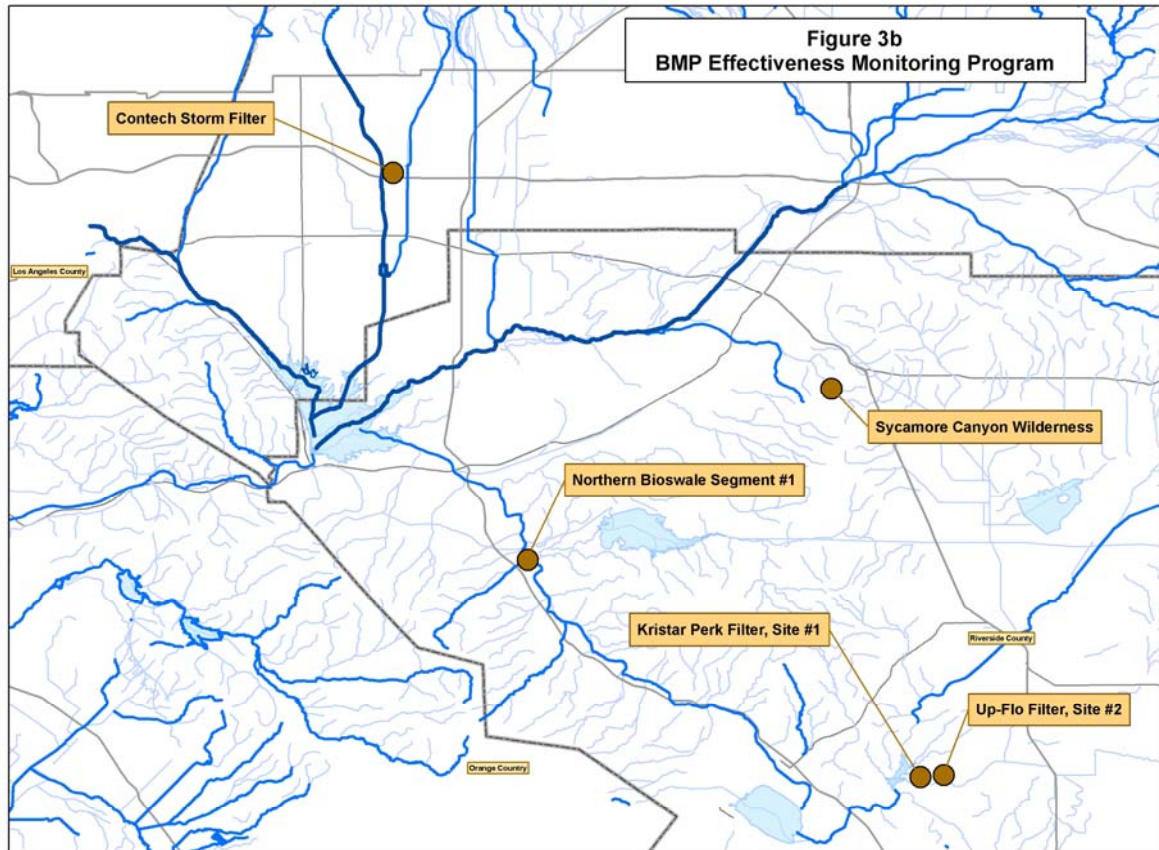 Figure 3b
BMP Effectiveness Monitoring Program
Contech Storm Filter
Los Angeles County
Sycamore Canyon Wilderness
Northern Bioswale Segment #1
Kristar Perk Filter, Site #1
Riverside County
Up-Flo Filter, Site #2
Orange Country